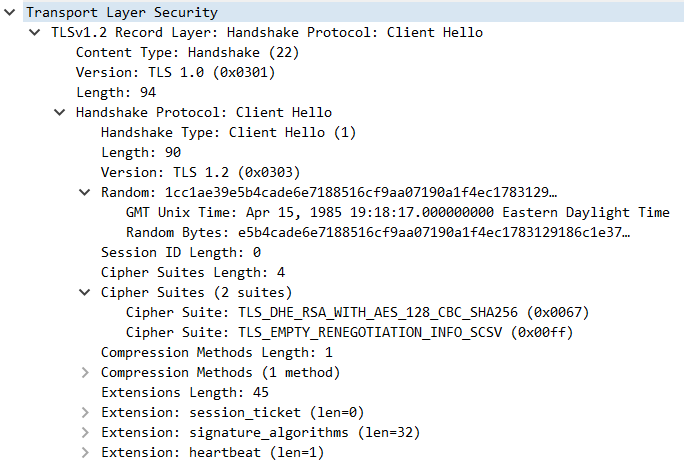 Transport Layer Security
TLSv1.2 Record Layer: Handshake Protocol: Client Hello
Content Type: Handshake (22)
Version: TLS 1.0 (0x0301)
Length: 94
Handshake Protocol: Client Hello
Handshake Type: Client Hello (1)
Length: 90
Version: TLS 1.2 (0x0303)
Random: 1cc1ae39e5b4cade6e7188516cf9aa07190a1f4ec1783129…
GMT Unix Time: Apr 15, 1985 19:18:17.000000000 Eastern Daylight Time
Random Bytes: e5b4cade6e7188516cf9aa07190a1f4ec1783129186c1e37…
Session ID Length: 0
Cipher Suites Length: 4
Cipher Suites (2 suites)
Cipher Suite: TLS_DHE_RSA_WITH_AES_128_CBC_SHA256 (0x0067)
Cipher Suite: TLS_EMPTY_RENEGOTIATION_INFO_SCSV (0x00ff)
Compression Methods Length: 1
Compression Methods (1 method)
Extensions Length: 45
Extension: session_ticket (len=0)
Extension: signature_algorithms (len=32)
Extension: heartbeat (len=1)